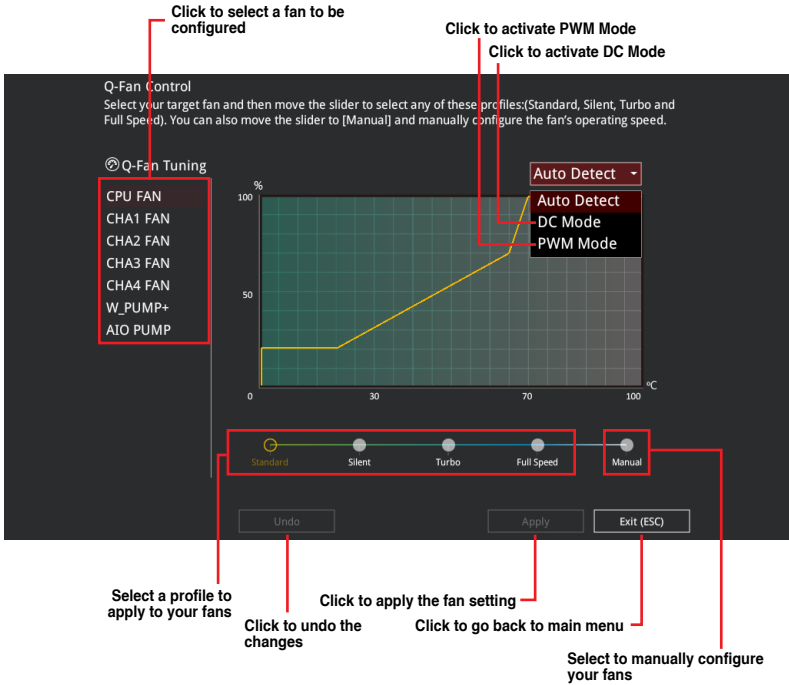 Click to select a fan to be
configured
Click to activate PWM Mode
Click to activate DC Mode
Q-Fan Control
Select your target fan and then move the slider to select any of these profiles:(Standard, Silent, Turbo and
Full Speed). You can also move the slider to [Manual] and manually configure the fan's operating speed.
Q-Fan Tuning
CPU FAN
CHA1 FAN
CHA2 FAN
CHA3 FAN
CHA4 FAN
W_PUMP+
AIO PUMP
Auto Detect
Auto Detect
DC Mode
PWM Mode
%
100
50
0
30
70
100
ºC
Standard
Silent
Turbo
Full Speed
Manual
Undo
Apply
Exit (ESC)
Select a profile to
apply to your fans
Click to undo the
changes
Click to apply the fan setting
Click to go back to main menu
Select to manually configure
your fans